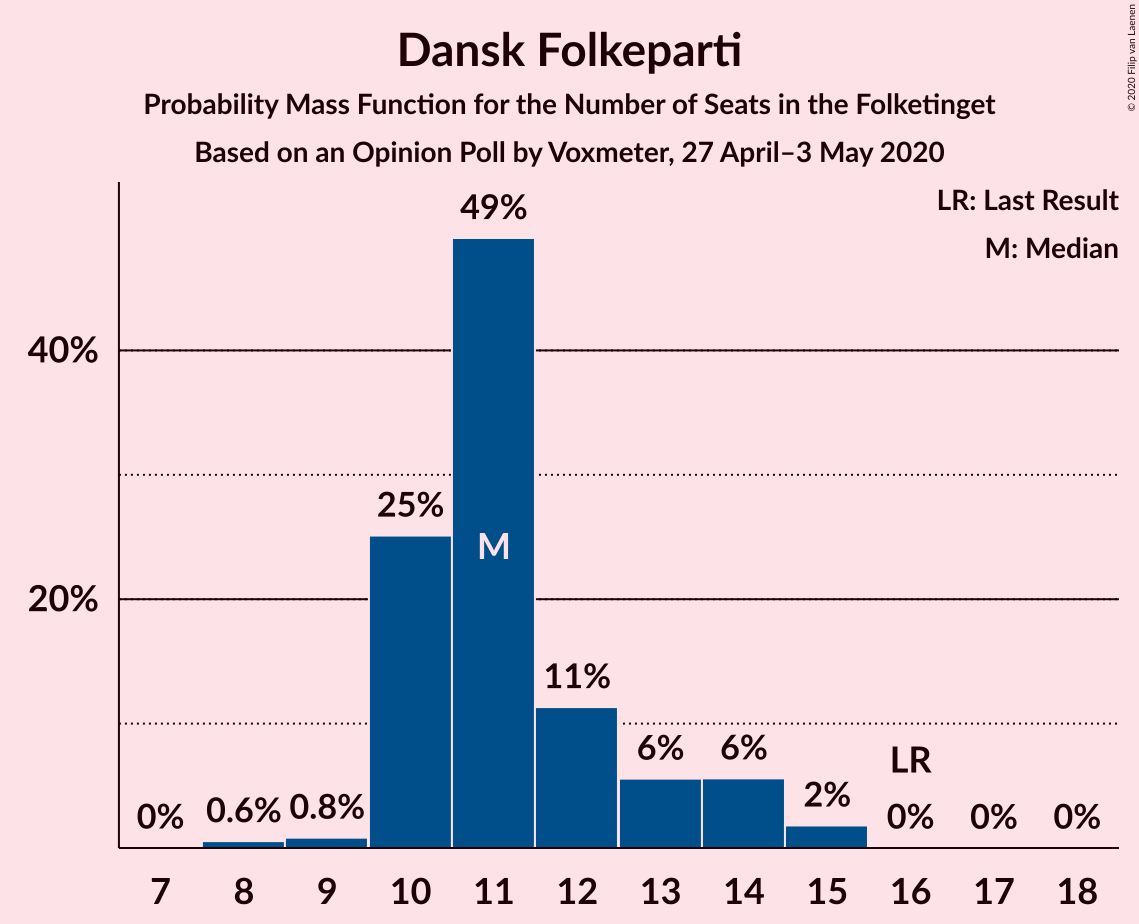 Dansk Folkeparti
Probability Mass Function for the Number of Seats in the Folketinget
Based on an Opinion Poll by Voxmeter, 27 April–3 May 2020
© 2020 Filip van Laenen
LR: Last Result
M: Median
49%
40%
25%
M
20%
11%
6%
6%
LR
0%
0.6%
0.8%
2%
0%
0%
0%
7 8 9 10 11 12 13 14 15 16 17 18